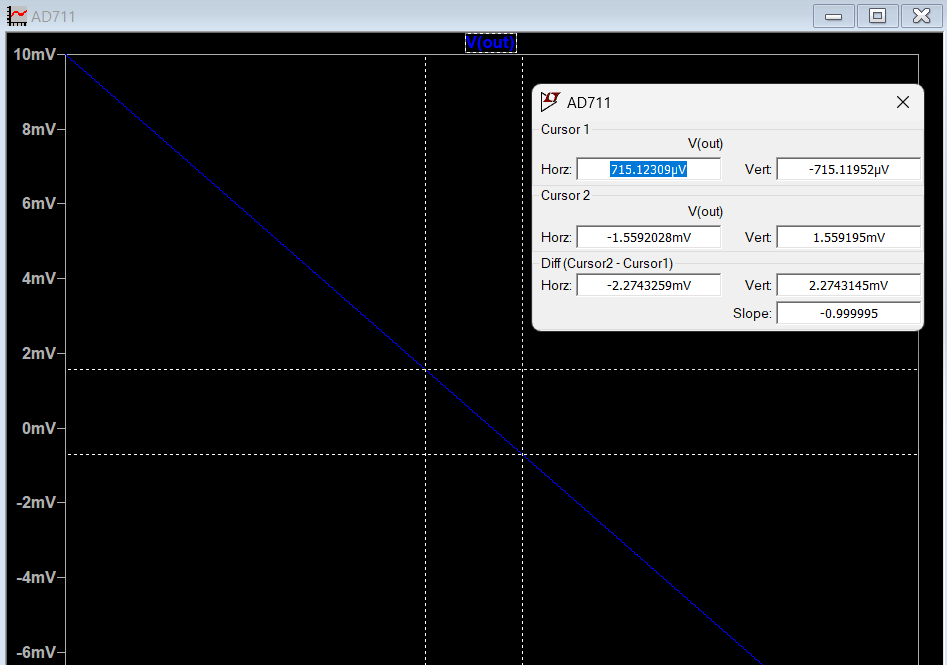 AD711
V(out)
10mV
8mV
6mV
4mV
2mV
0mV
-2mV
-4mV
-6mV
AD711
Cursor 1
V(out)
Horz: 715.12309µV Vert: -715.11952µV
Cursor 2
V(out)
Horz: -1.5592028mV Vert: 1.559195mV
Diff (Cursor2 - Cursor1)
Horz: -2.2743259mV Vert: 2.2743145mV
Slope: -0.999995